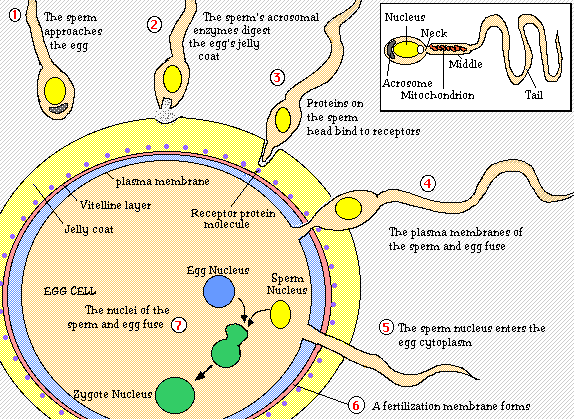 1 The sperm
approaches
the egg
2 The sperm's acrosomal
enzymes digest
the egg's jelly
coat
3
Proteins on
the sperm
head bind to receptors
Nucleus
Neck
Middle
Acrosome
Mitochondrion
Tail
plasma membrane
Vitelline layer
Jelly coat
Receptor protein
molecule
4
The plasma membranes of
the sperm and egg fuse
EGG CELL
Egg Nucleus
Sperm
Nucleus
The nuclei of the
sperm and egg fuse 7
Zygote Nucleus
5 The sperm nucleus enters the
egg cytoplasm
6 A fertilization membrane forms